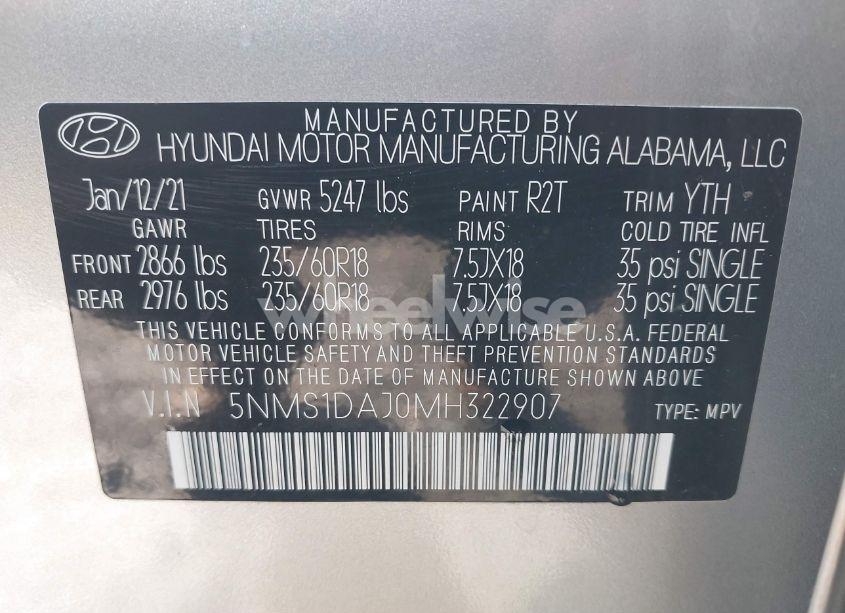 MANUFACTURED BY
HYUNDAI MOTOR MANUFACTURING ALABAMA, LLC
Jan/12/21 GVWR 5247 lbs PAINT R2T TRIM YTH
GAWR TIRES RIMS COLD TIRE INFL
FRONT 2866 lbs 235/60R18 7.5JX18 35 psi SINGLE
REAR 2976 lbs 235/60R18 7.5JX18 35 psi SINGLE
wheelwise
THIS VEHICLE CONFORMS TO ALL APPLICABLE U.S.A. FEDERAL
MOTOR VEHICLE SAFETY AND THEFT PREVENTION STANDARDS
IN EFFECT ON THE DATE OF MANUFACTURE SHOWN ABOVE
V.I.N 5NMS1DAJ0MH322907 TYPE: MPV